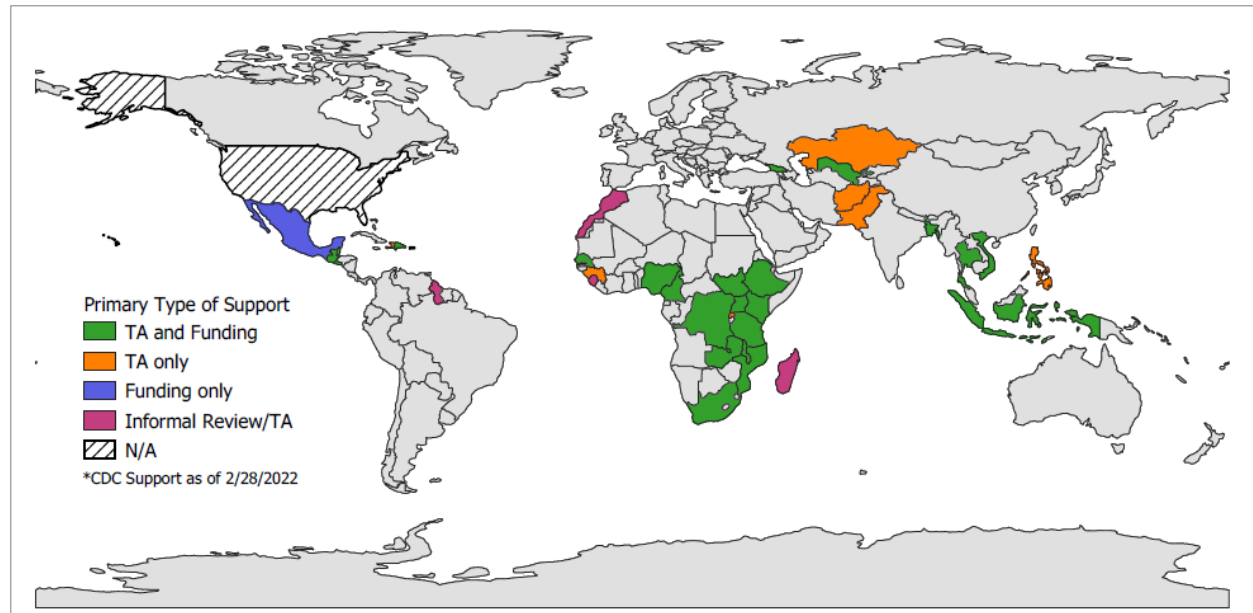 Primary Type of Support
TA and Funding
TA only
Funding only
Informal Review/TA
N/A
*CDC Support as of 2/28/2022